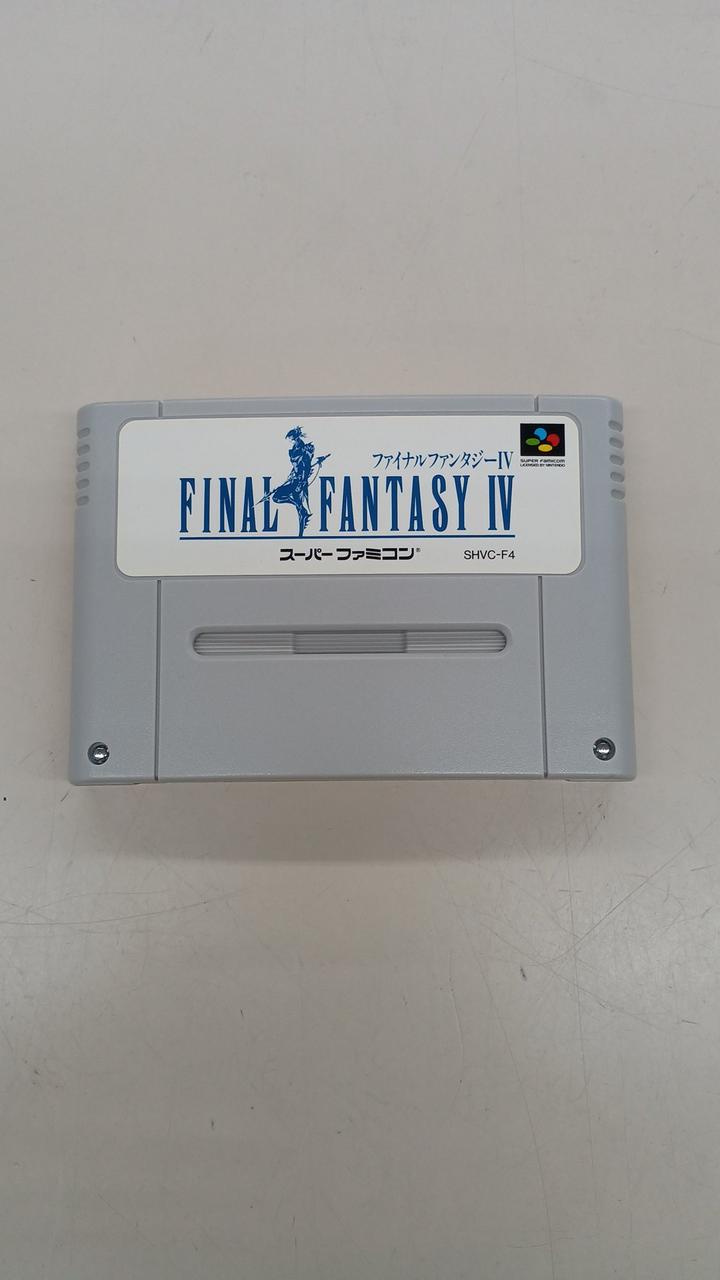 ファイナルファンタジーIV
FINAL FANTASY IV
スーパーファミコン®
SHVC-F4
SUPER FAMICOM
LICENSED BY NINTENDO